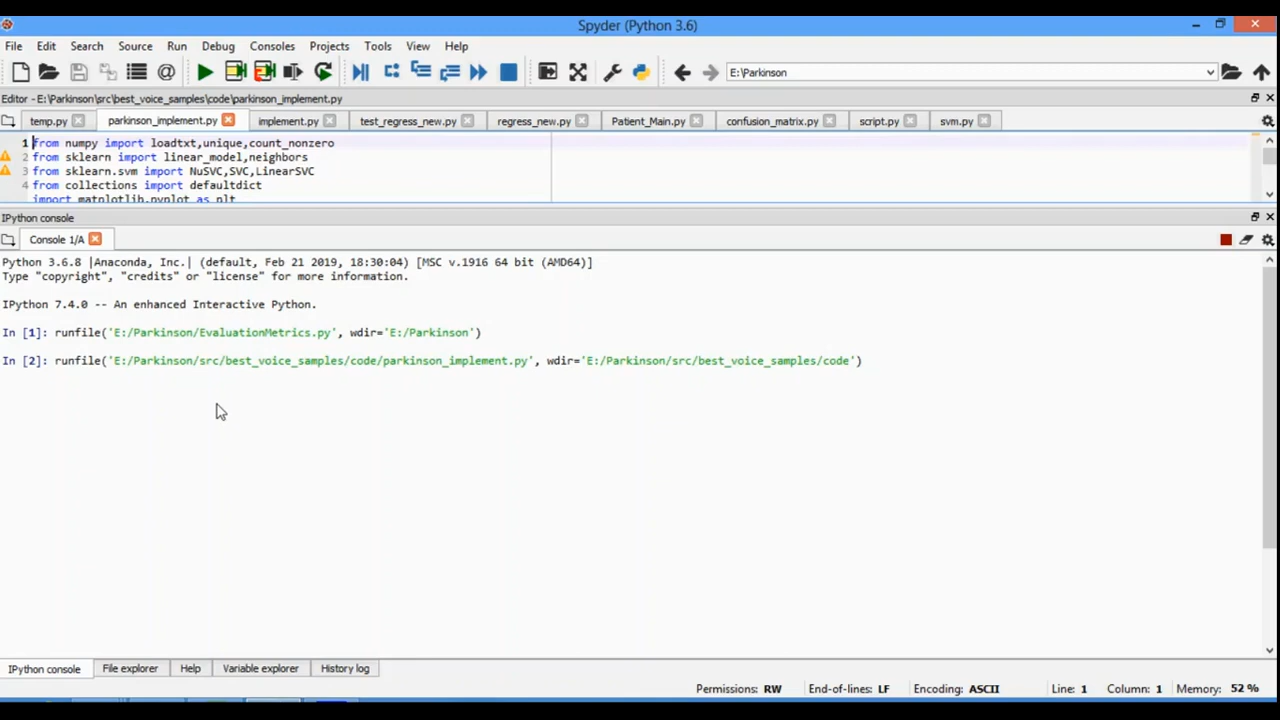 Spyder (Python 3.6)
File Edit Search Source Run Debug Consoles Projects Tools View Help
E:\Parkinson
Editor - E:\Parkinson\src\best_voice_samples\code\parkinson_implement.py
temp.py parkinson_implement.py implement.py test_regress_new.py regress_new.py Patient_Main.py confusion_matrix.py script.py svm.py
1 from numpy import loadtxt,unique,count_nonzero
2 from sklearn import linear_model,neighbors
3 from sklearn.svm import NuSVC,SVC,LinearSVC
4 from collections import defaultdict
import matplotlib.pyplot as plt
IPython console
Console 1/A
Python 3.6.8 |Anaconda, Inc.| (default, Feb 21 2019, 18:30:04) [MSC v.1916 64 bit (AMD64)]
Type "copyright", "credits" or "license" for more information.
IPython 7.4.0 -- An enhanced Interactive Python.
In [1]: runfile('E:/Parkinson/EvaluationMetrics.py', wdir='E:/Parkinson')
In [2]: runfile('E:/Parkinson/src/best_voice_samples/code/parkinson_implement.py', wdir='E:/Parkinson/src/best_voice_samples/code')
IPython console File explorer Help Variable explorer History log
Permissions: RW End-of-lines: LF Encoding: ASCII Line: 1 Column: 1 Memory: 52 %